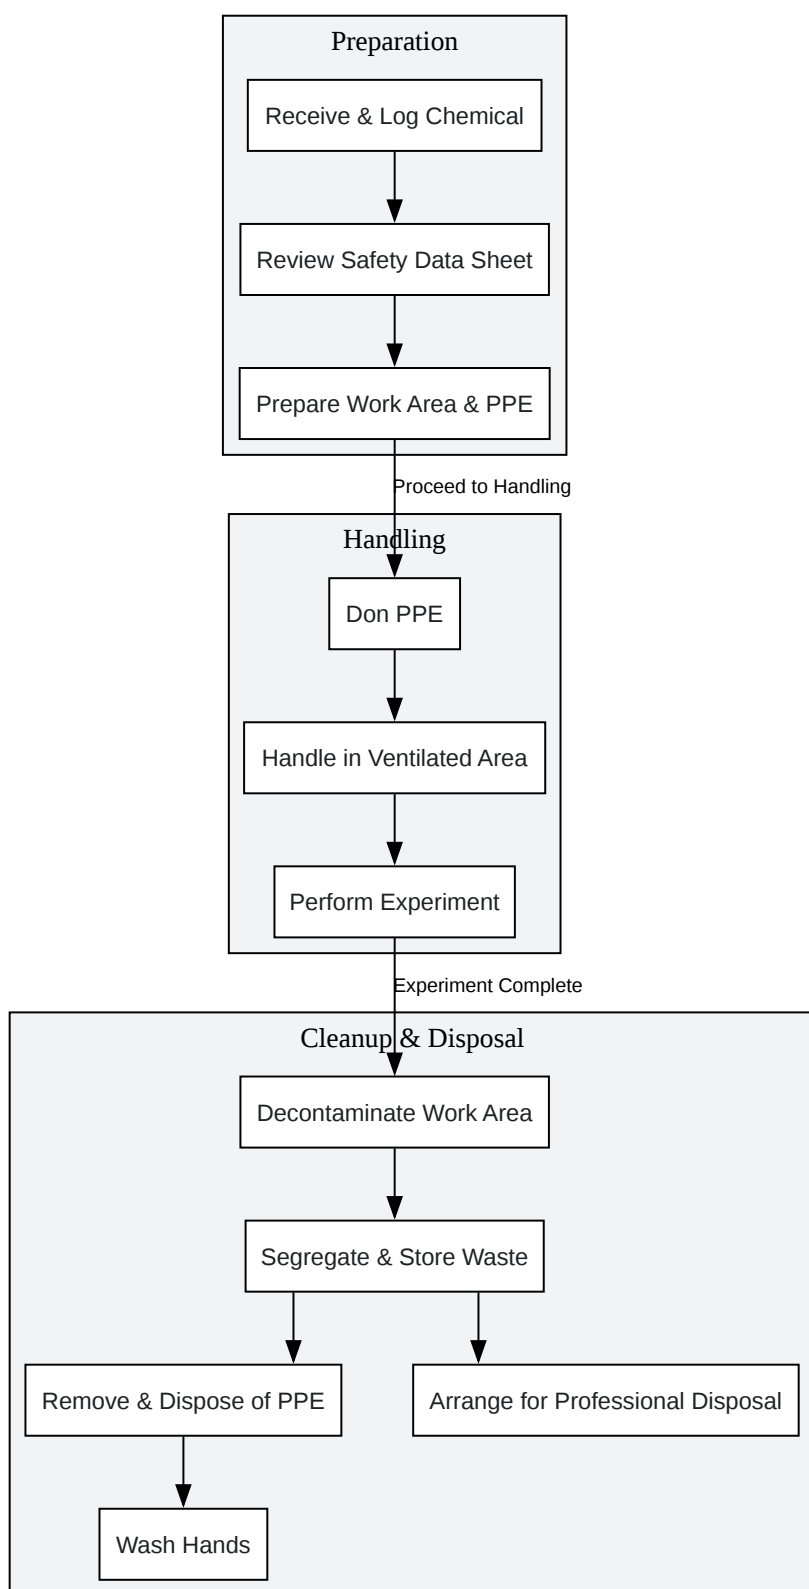 Preparation
Receive & Log Chemical
Review Safety Data Sheet
Prepare Work Area & PPE
Proceed to Handling
Handling
Don PPE
Handle in Ventilated Area
Perform Experiment
Experiment Complete
Cleanup & Disposal
Decontaminate Work Area
Segregate & Store Waste
Remove & Dispose of PPE
Arrange for Professional Disposal
Wash Hands